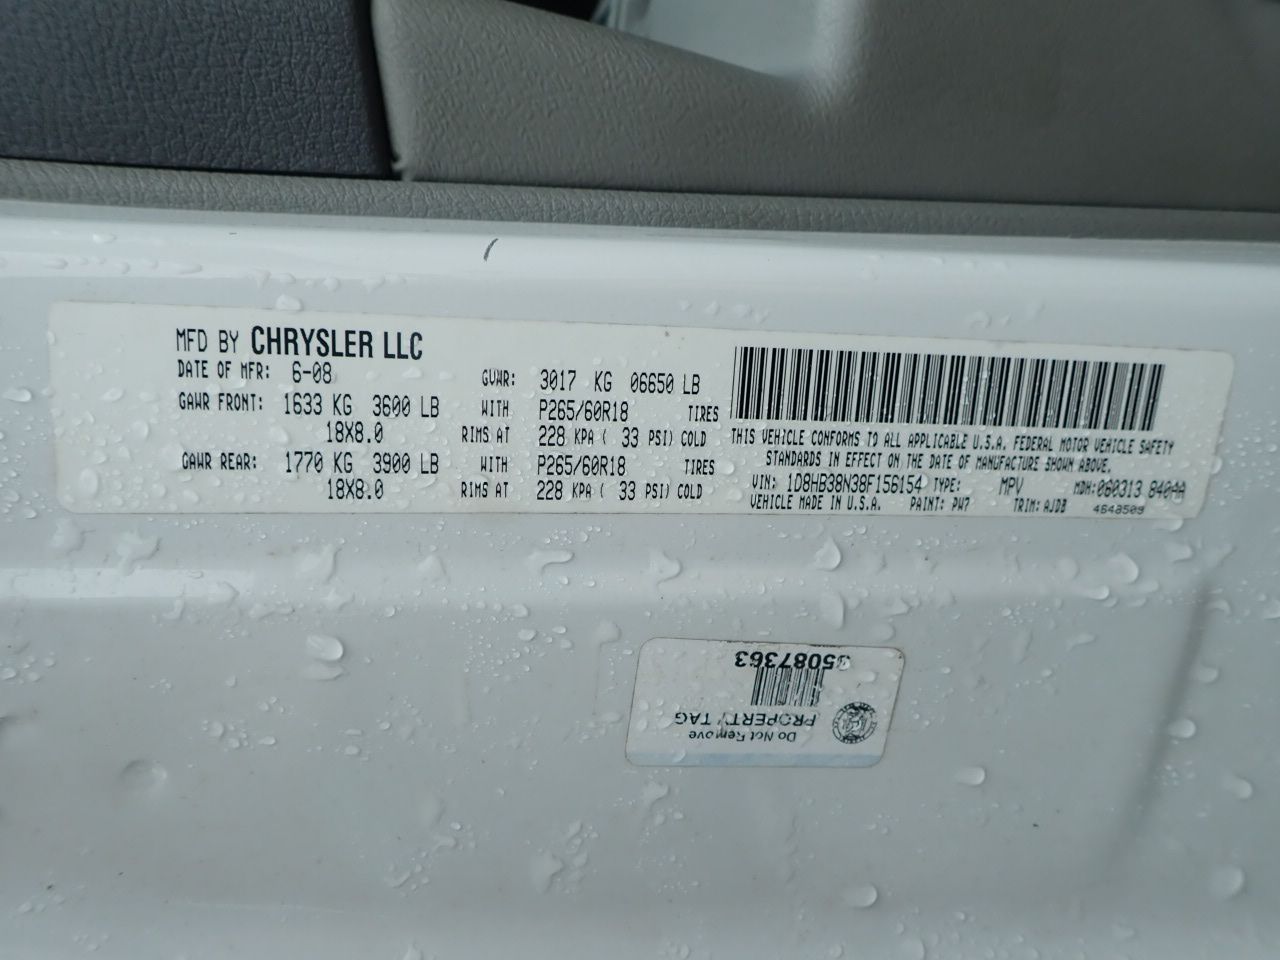 MFD BY CHRYSLER LLC
DATE OF MFR: 6-08 GVWR: 3017 KG 06650 LB
GAWR FRONT: 1633 KG 3600 LB WITH P265/60R18 TIRES
18X8.0 RIMS AT 228 KPA ( 33 PSI) COLD
GAWR REAR: 1770 KG 3900 LB WITH P265/60R18 TIRES
18X8.0 RIMS AT 228 KPA ( 33 PSI) COLD
THIS VEHICLE CONFORMS TO ALL APPLICABLE U.S.A. FEDERAL MOTOR VEHICLE SAFETY
STANDARDS IN EFFECT ON THE DATE OF MANUFACTURE SHOWN ABOVE.
VIN: 1D8HB38N38F156154 TYPE: MPV MDH: 060313 840AA
VEHICLE MADE IN U.S.A. PAINT: PW7 TRIM: AJDB 4648509
Do Not Remove
PROPERTY TAG
35087363